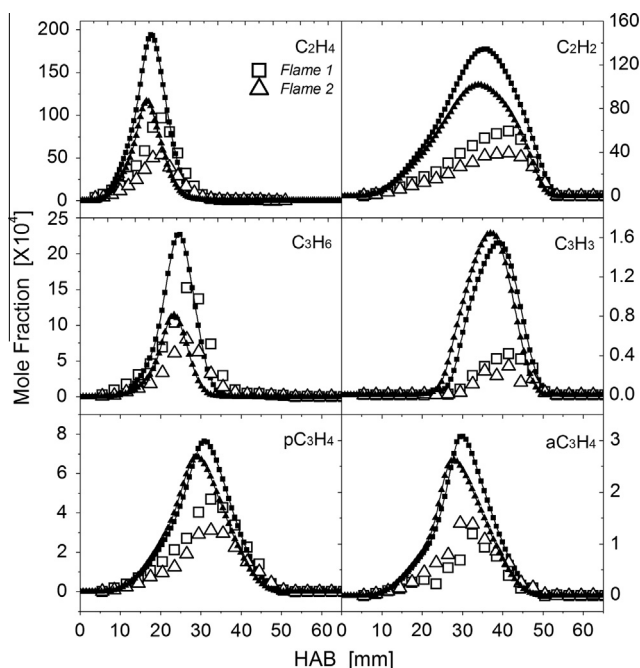 C₂H₄
Flame 1
Flame 2
200
150
100
50
0
C₂H₂
160
120
80
40
0
C₃H₆
25
20
15
10
5
0
C₃H₃
1.6
1.2
0.8
0.4
0.0
pC₃H₄
8
6
4
2
0
aC₃H₄
3
2
1
0
Mole Fraction [X10⁴]
0 10 20 30 40 50 60 0 10 20 30 40 50 60
HAB [mm]